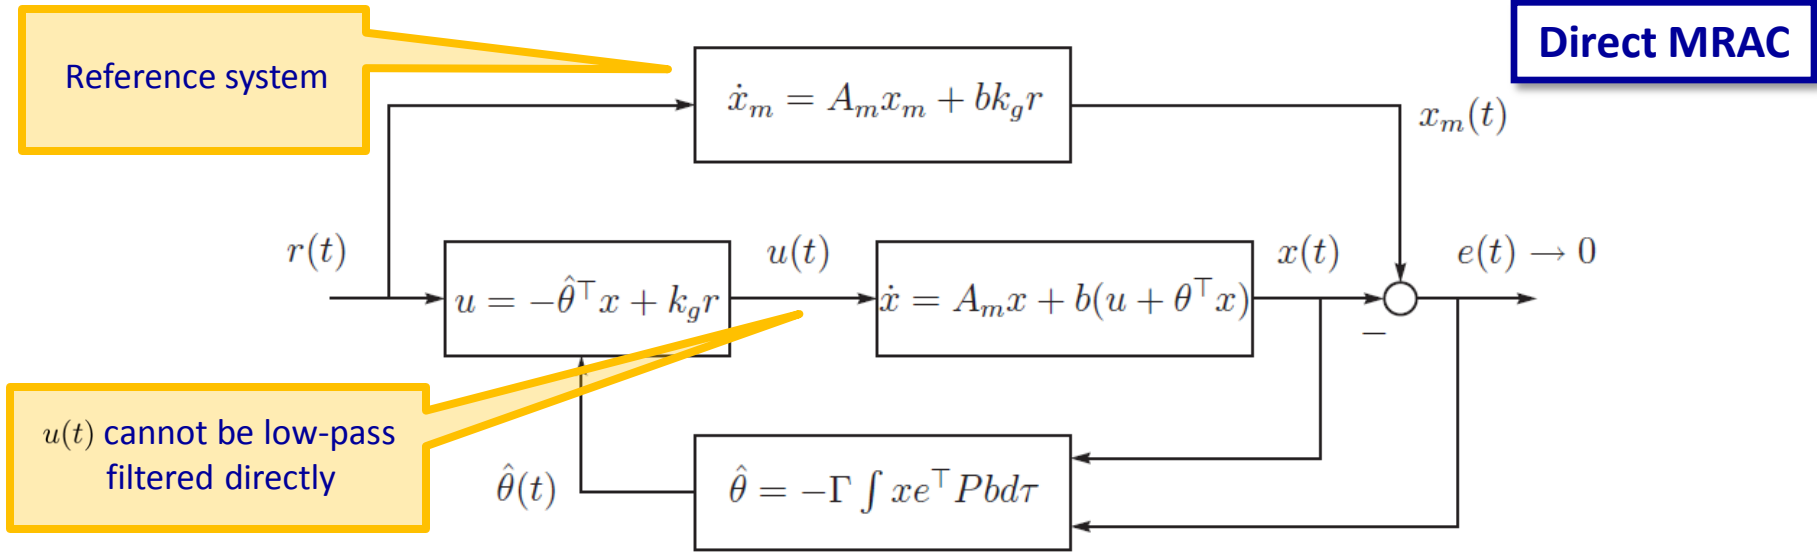 Direct MRAC
Reference system
ẋ_m = A_m x_m + bk_g r
x_m(t)
r(t)
u = −θ̂^⊤ x + k_g r
u(t)
ẋ = A_m x + b(u + θ^⊤ x)
x(t)
−
e(t) → 0
u(t) cannot be low-pass
filtered directly
θ̂(t)
θ̂ = −Γ ∫ xe^⊤ Pbdτ